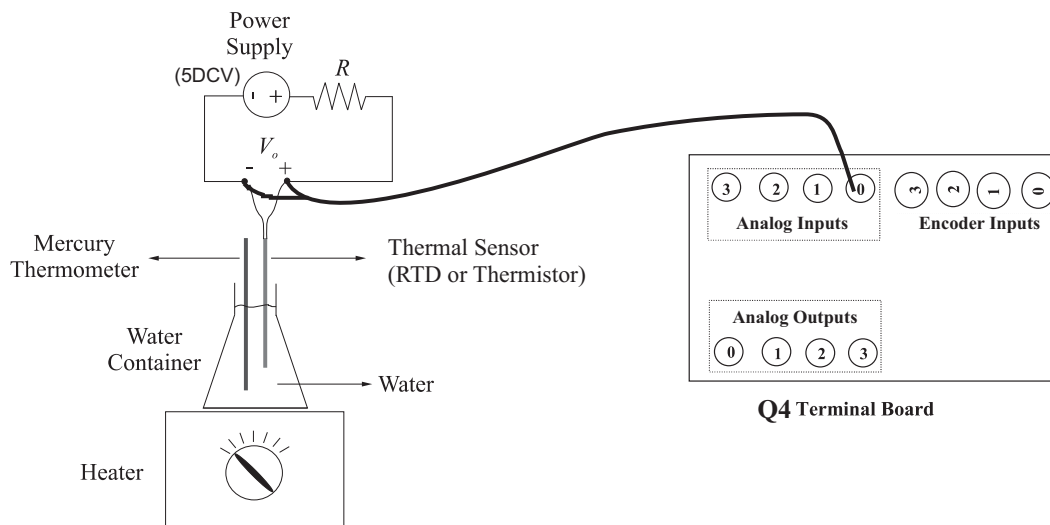 Power
Supply
(5DCV)
R
- +
Vo
- +
Mercury
Thermometer
Thermal Sensor
(RTD or Thermistor)
Water
Container
Water
Heater
3 2 1 0
3 2 1 0
Analog Inputs
Encoder Inputs
Analog Outputs
0 1 2 3
Q4 Terminal Board